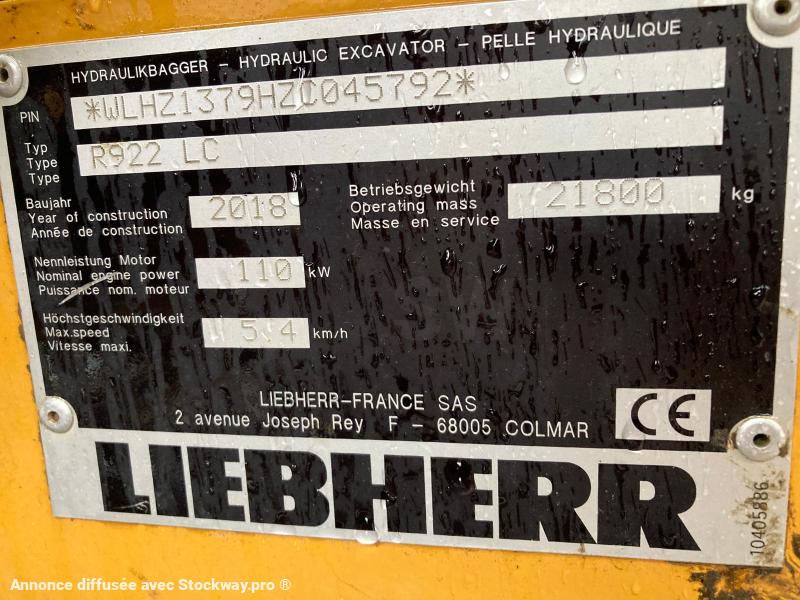 HYDRAULIKBAGGER - HYDRAULIC EXCAVATOR - PELLE HYDRAULIQUE
PIN *WLHZ1379HZC045792*
Typ
Type R922 LC
Type
Baujahr
Year of construction 2018
Année de construction
Betriebsgewicht
Operating mass 21800 kg
Masse en service
Nennleistung Motor
Nominal engine power 110 kW
Puissance nom. moteur
Höchstgeschwindigkeit
Max.speed 5.4 km/h
Vitesse maxi.
LIEBHERR-FRANCE SAS
2 avenue Joseph Rey F - 68005 COLMAR
CE
LIEBHERR
10405886
Annonce diffusée avec Stockway.pro ®